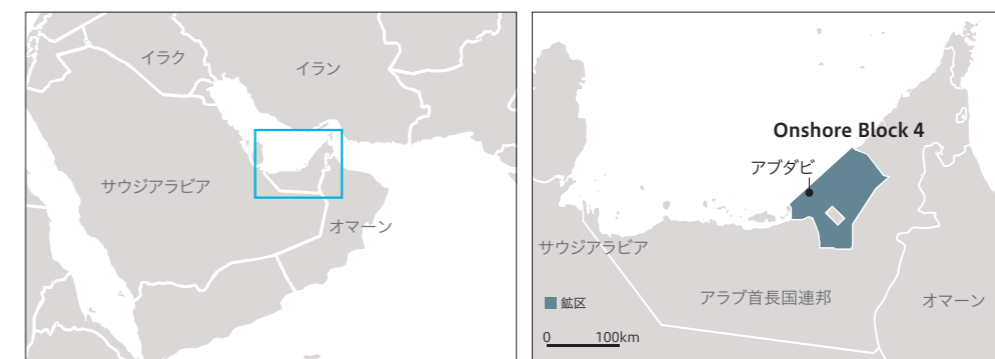 イラク
イラン
サウジアラビア
オマーン
Onshore Block 4
アブダビ
サウジアラビア
アラブ首長国連邦
オマーン
鉱区
0 100km